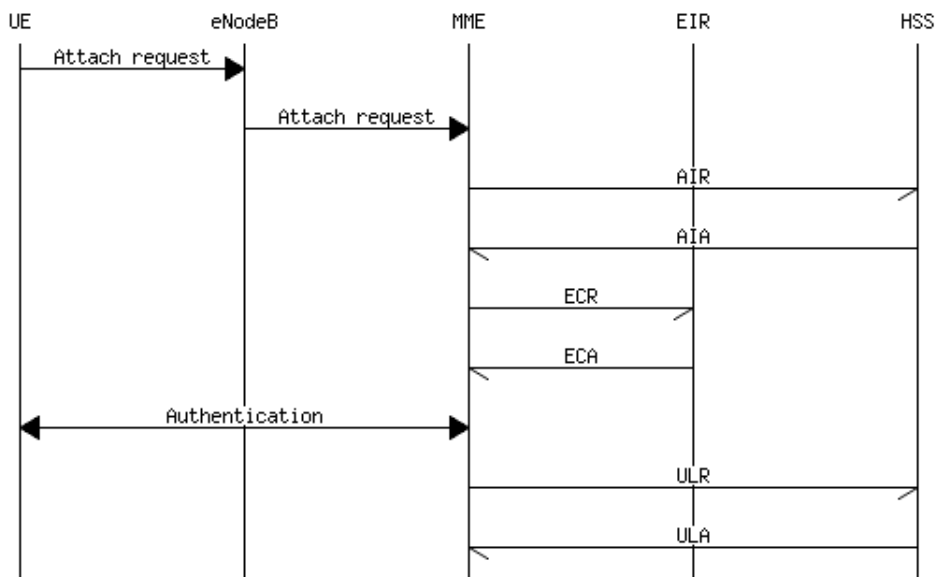 UE eNodeB MME EIR HSS
Attach request
Attach request
AIR
AIA
ECR
ECA
Authentication
ULR
ULA